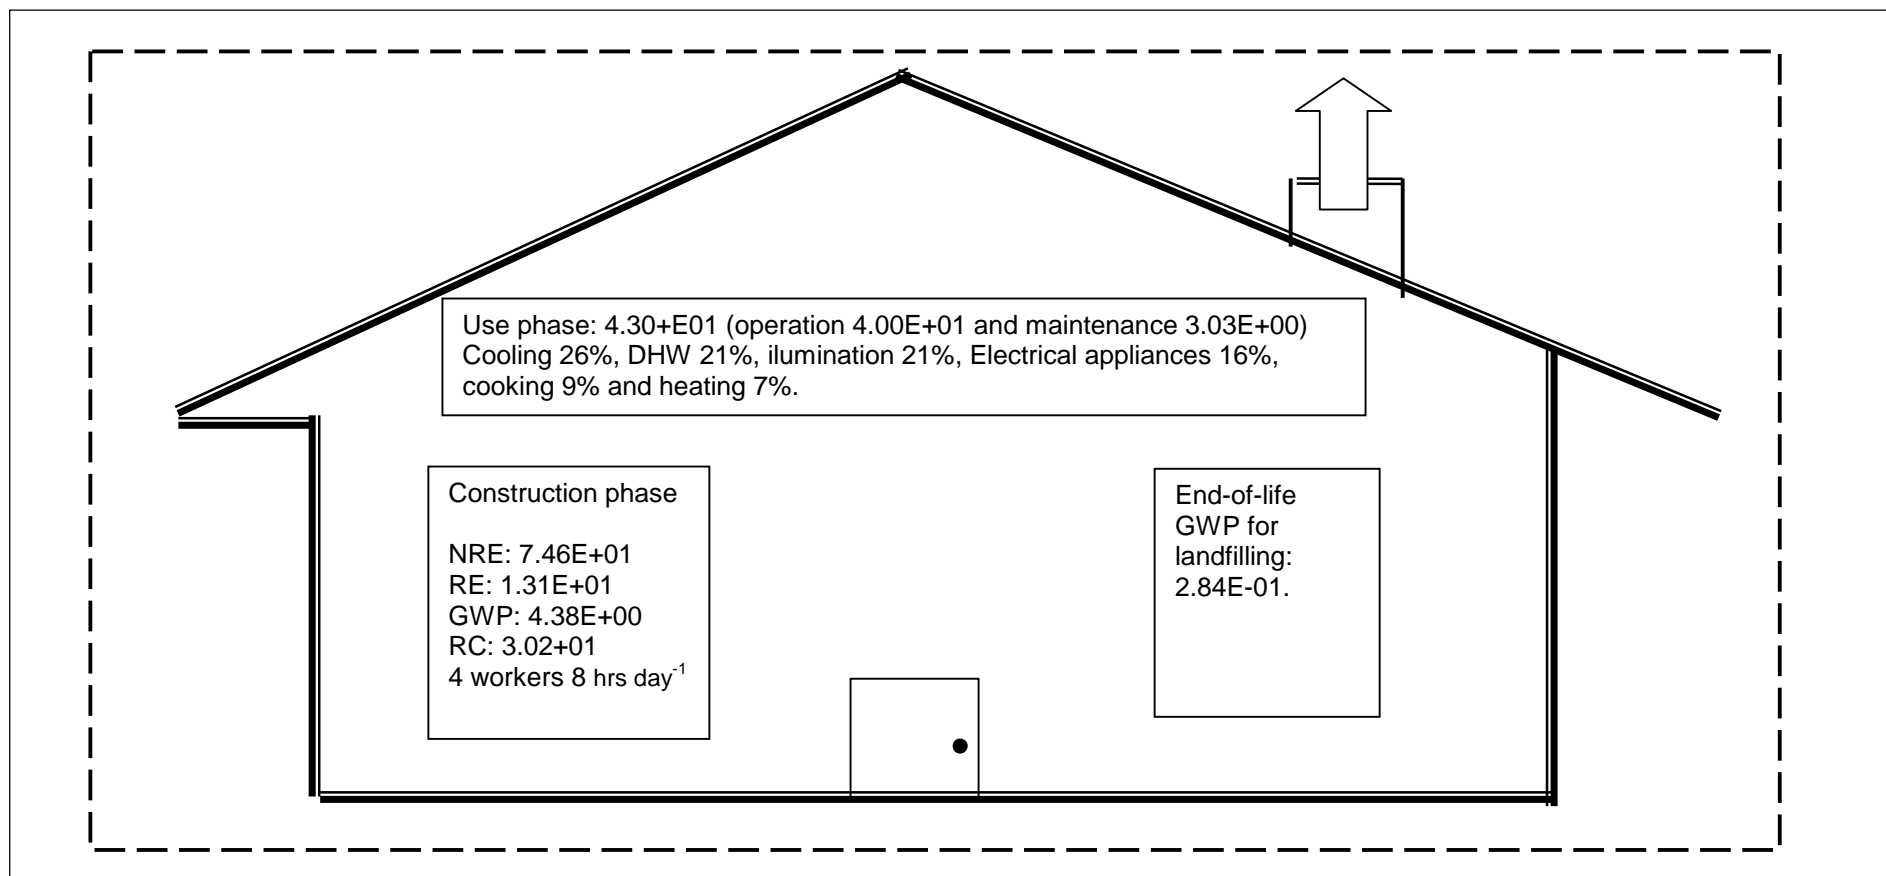 Use phase: 4.30+E01 (operation 4.00E+01 and maintenance 3.03E+00)
Cooling 26%, DHW 21%, ilumination 21%, Electrical appliances 16%,
cooking 9% and heating 7%.
Construction phase
NRE: 7.46E+01
RE: 1.31E+01
GWP: 4.38E+00
RC: 3.02+01
4 workers 8 hrs day⁻¹
End-of-life
GWP for
landfilling:
2.84E-01.